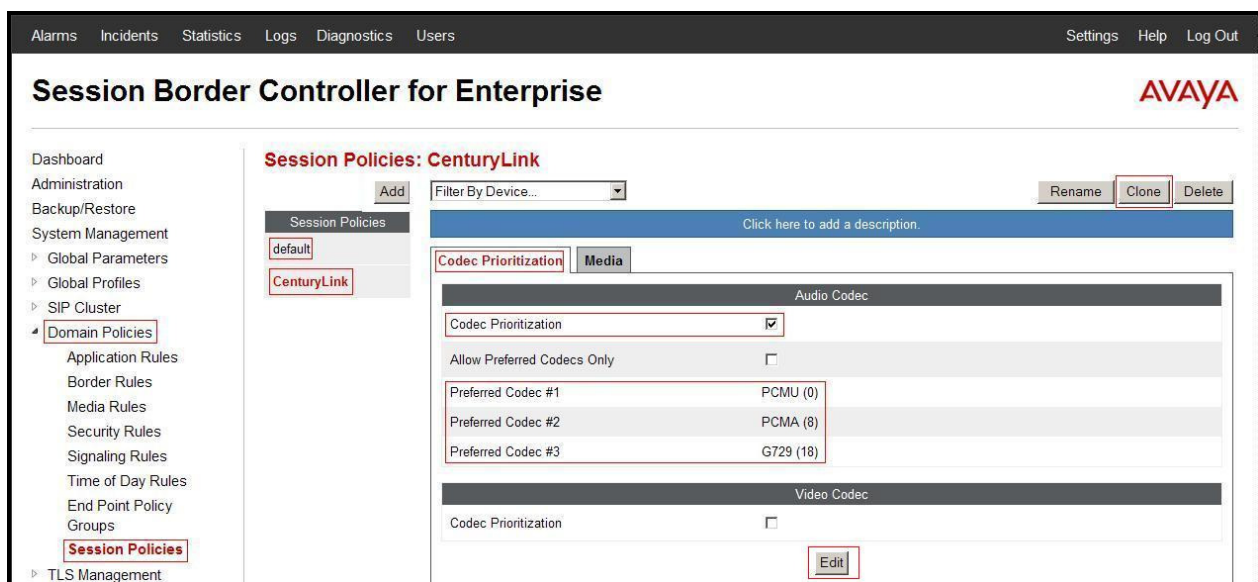 Alarms Incidents Statistics Logs Diagnostics Users Settings Help Log Out
Session Border Controller for Enterprise
AVAYA
Dashboard
Administration
Backup/Restore
System Management
Global Parameters
Global Profiles
SIP Cluster
Domain Policies
Application Rules
Border Rules
Media Rules
Security Rules
Signaling Rules
Time of Day Rules
End Point Policy
Groups
Session Policies
TLS Management
Session Policies: CenturyLink
Add
Filter By Device...
Rename Clone Delete
Session Policies
default
CenturyLink
Click here to add a description.
Codec Prioritization Media
Audio Codec
Codec Prioritization
Allow Preferred Codecs Only
Preferred Codec #1 PCMU (0)
Preferred Codec #2 PCMA (8)
Preferred Codec #3 G729 (18)
Video Codec
Codec Prioritization
Edit